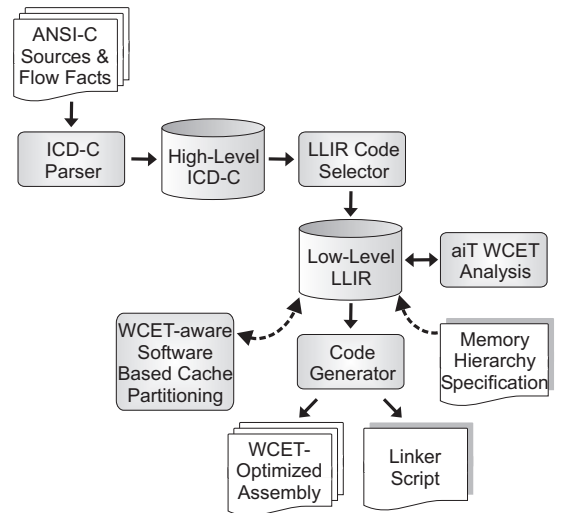 ANSI-C
Sources &
Flow Facts
ICD-C
Parser
High-Level
ICD-C
LLIR Code
Selector
Low-Level
LLIR
aiT WCET
Analysis
WCET-aware
Software
Based Cache
Partitioning
Code
Generator
Memory
Hierarchy
Specification
WCET-
Optimized
Assembly
Linker
Script